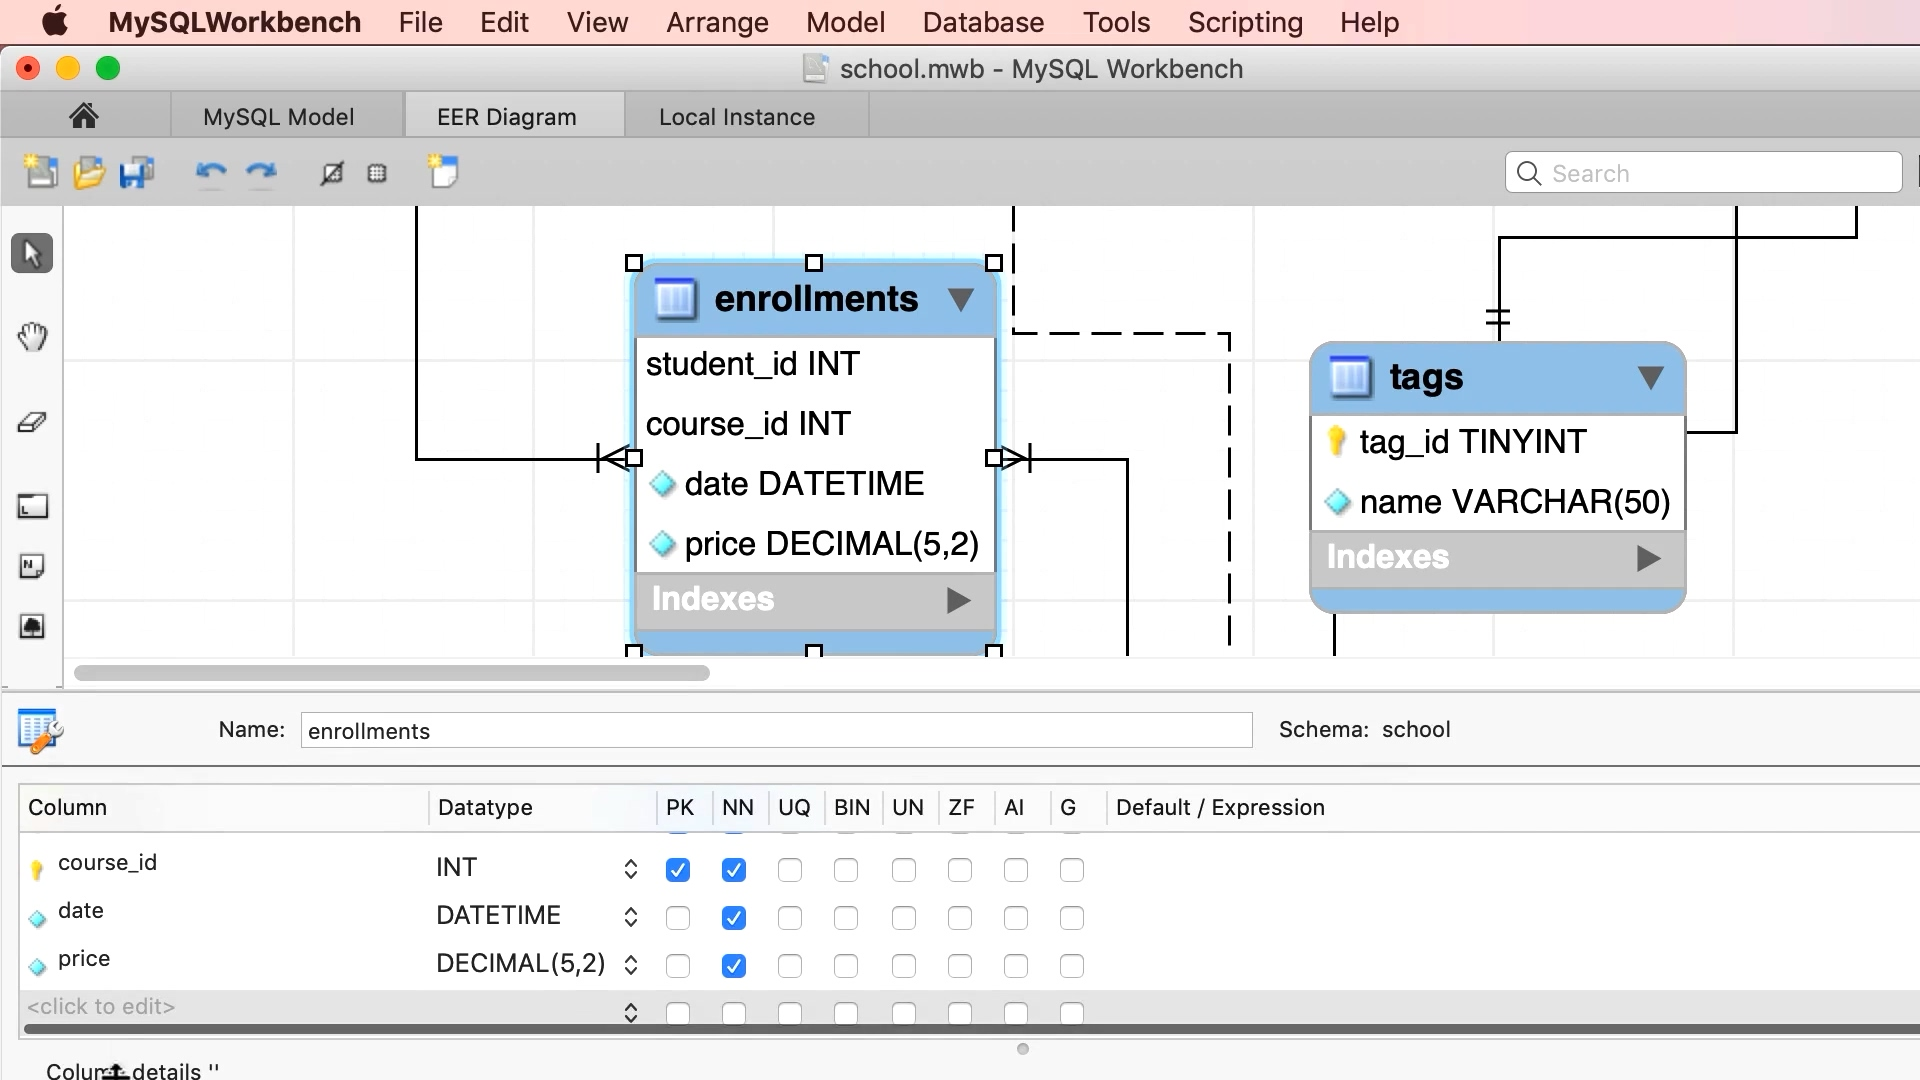 MySQLWorkbench File Edit View Arrange Model Database Tools Scripting Help
school.mwb - MySQL Workbench
MySQL Model EER Diagram Local Instance
Search
enrollments
student_id INT
course_id INT
date DATETIME
price DECIMAL(5,2)
Indexes
tags
tag_id TINYINT
name VARCHAR(50)
Indexes
Name: enrollments Schema: school
Column Datatype PK NN UQ BIN UN ZF AI G Default / Expression
course_id INT
date DATETIME
price DECIMAL(5,2)
<click to edit>
Column details ''